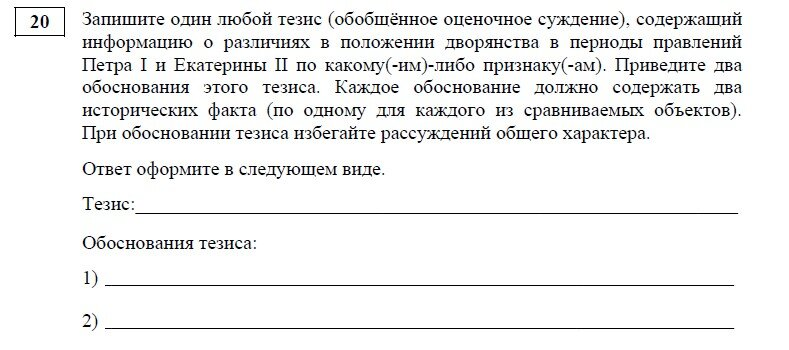 20
Запишите один любой тезис (обобщённое оценочное суждение), содержащий
информацию о различиях в положении дворянства в периоды правлений
Петра I и Екатерины II по какому(-им)-либо признаку(-ам). Приведите два
обоснования этого тезиса. Каждое обоснование должно содержать два
исторических факта (по одному для каждого из сравниваемых объектов).
При обосновании тезиса избегайте рассуждений общего характера.
Ответ оформите в следующем виде.
Тезис:
Обоснования тезиса:
1)
2)